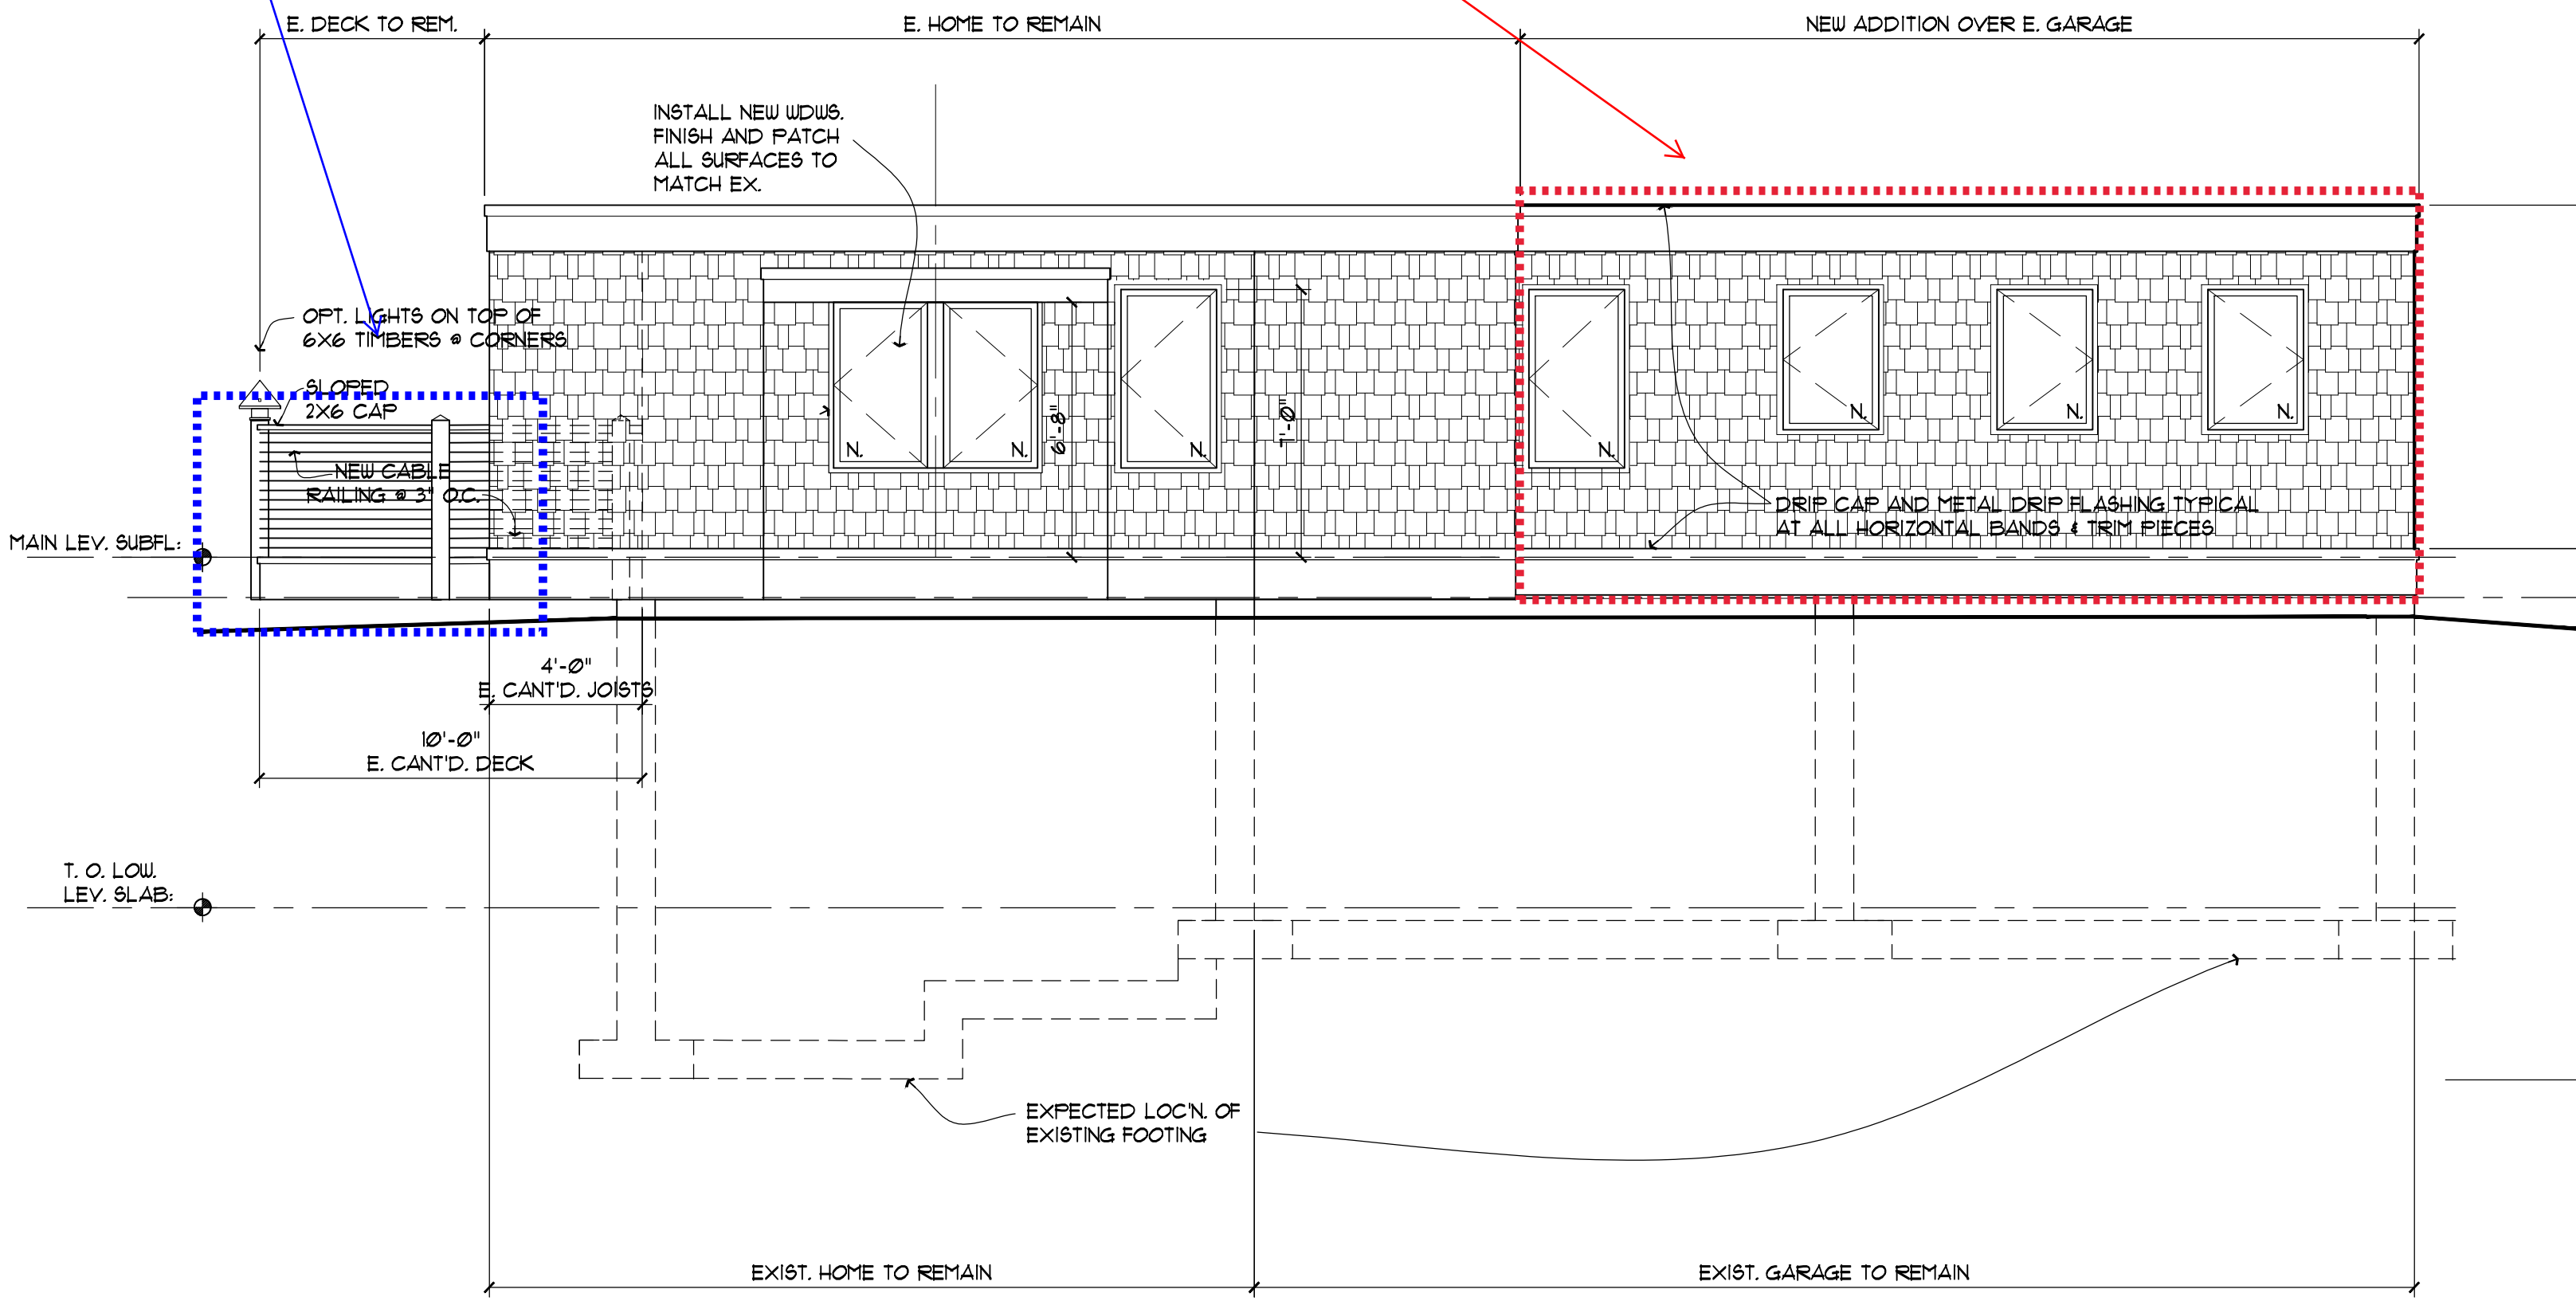 E. DECK TO REM.
E. HOME TO REMAIN
NEW ADDITION OVER E. GARAGE
INSTALL NEW WDWS.
FINISH AND PATCH
ALL SURFACES TO
MATCH EX.
OPT. LIGHTS ON TOP OF
6X6 TIMBERS @ CORNERS
SLOPED
2X6 CAP
NEW CABLE
RAILING @ 3" O.C.
MAIN LEV. SUBFL:
N.
N.
6'-8"
N.
7'-0"
N.
N.
N.
N.
DRIP CAP AND METAL DRIP FLASHING TYPICAL
AT ALL HORIZONTAL BANDS & TRIM PIECES
4'-0"
E. CANT'D. JOISTS
10'-0"
E. CANT'D. DECK
T. O. LOW.
LEV. SLAB:
EXPECTED LOC'N. OF
EXISTING FOOTING
EXIST. HOME TO REMAIN
EXIST. GARAGE TO REMAIN